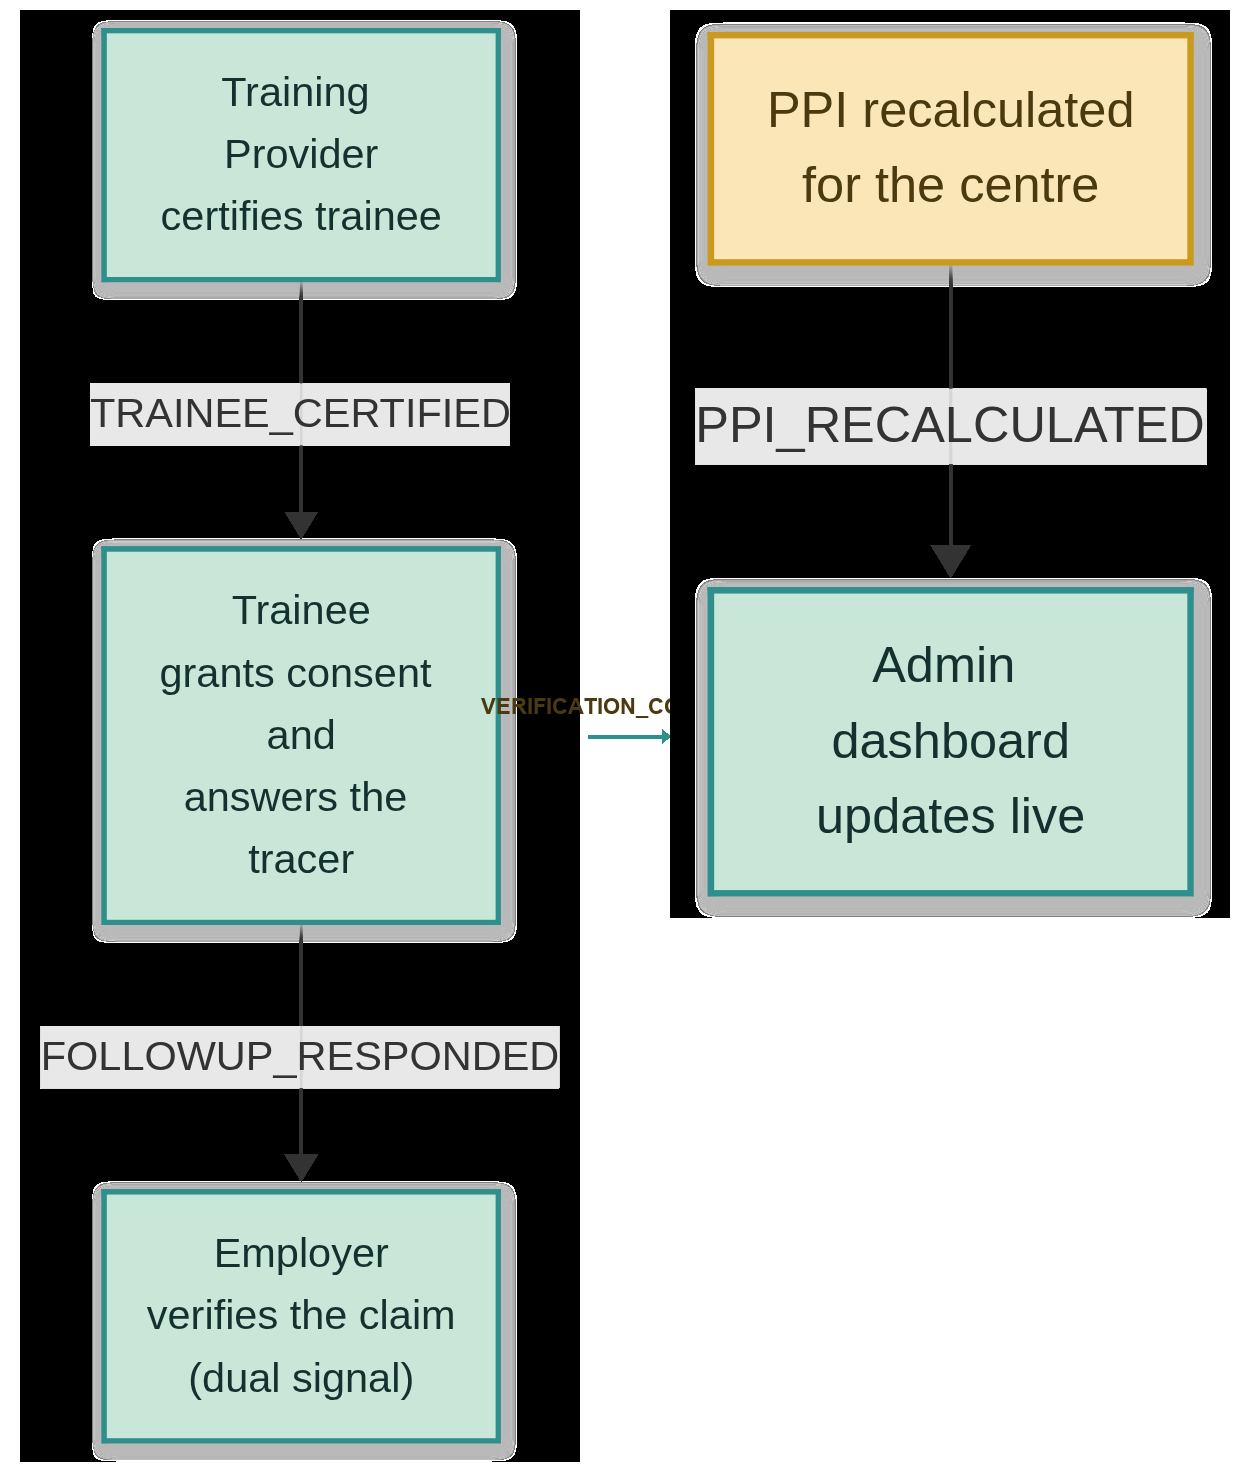 Training
Provider
certifies trainee
TRAINEE_CERTIFIED
Trainee
grants consent
and
answers the
tracer
FOLLOWUP_RESPONDED
Employer
verifies the claim
(dual signal)
PPI recalculated
for the centre
PPI_RECALCULATED
Admin
dashboard
updates live